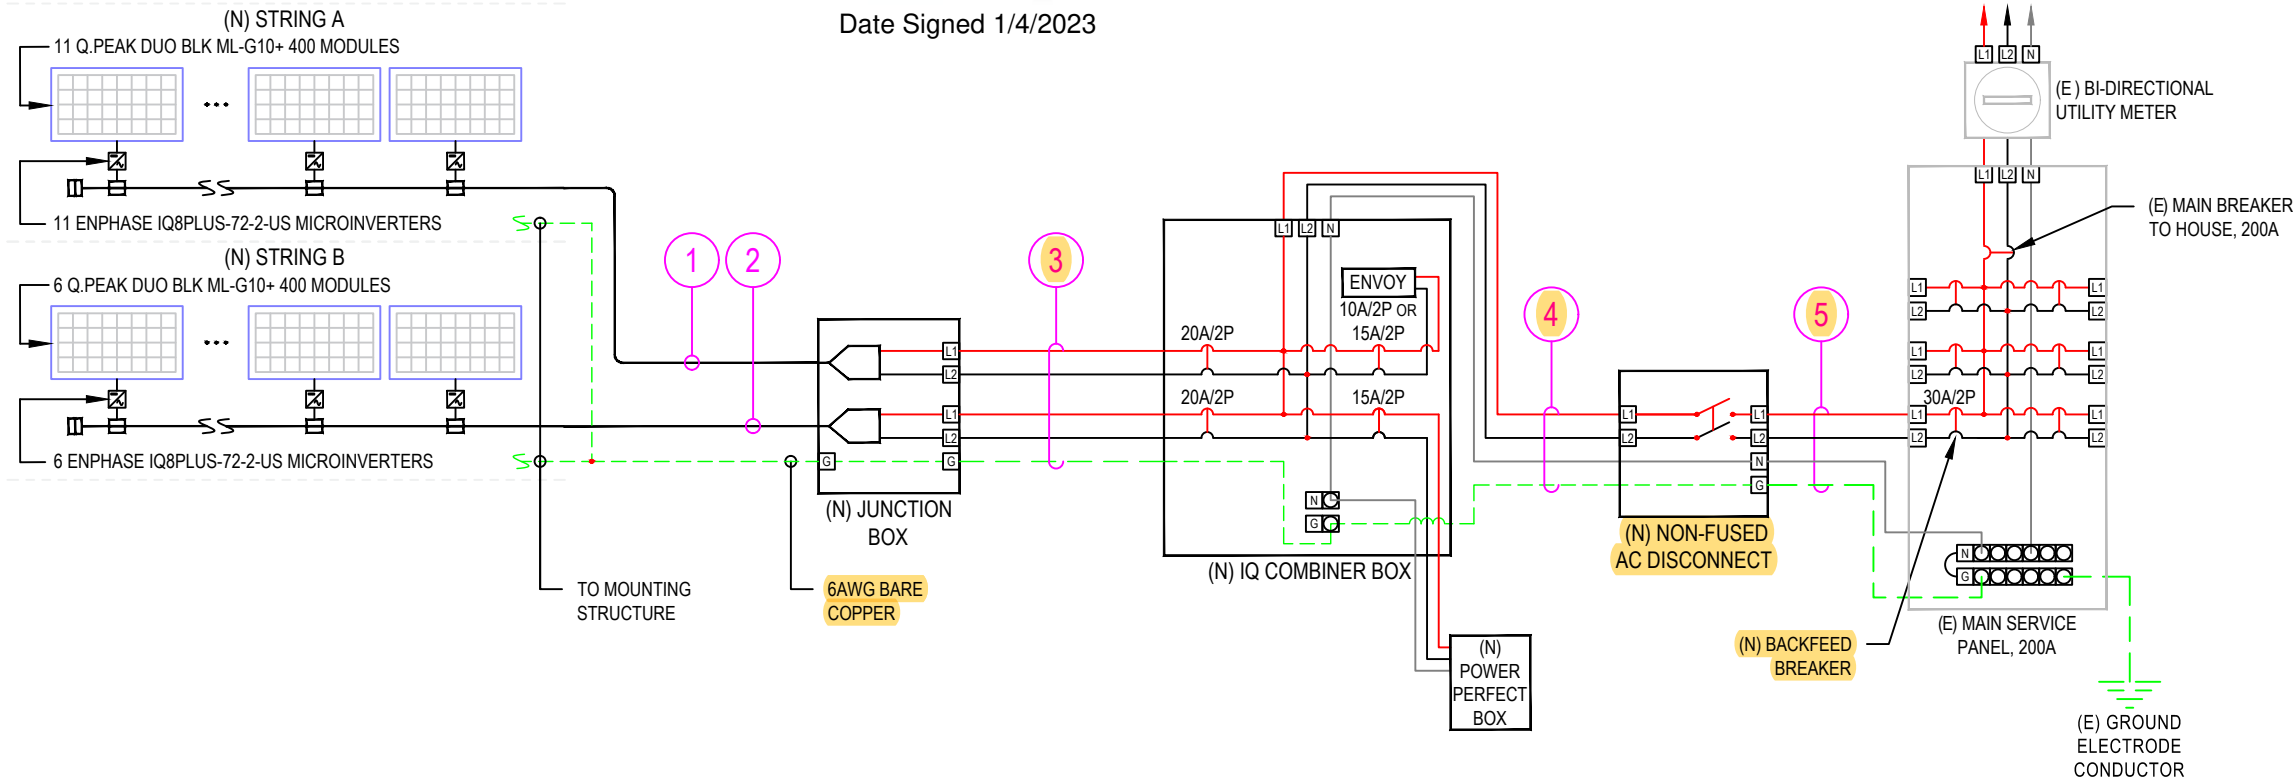 Date Signed 1/4/2023
(N) STRING A
11 Q.PEAK DUO BLK ML-G10+ 400 MODULES
11 ENPHASE IQ8PLUS-72-2-US MICROINVERTERS
(N) STRING B
6 Q.PEAK DUO BLK ML-G10+ 400 MODULES
6 ENPHASE IQ8PLUS-72-2-US MICROINVERTERS
TO MOUNTING
STRUCTURE
1
2
6AWG BARE
COPPER
G
L1
L2
L1
L2
G
(N) JUNCTION
BOX
3
L1
L2
N
ENVOY
10A/2P OR
20A/2P
15A/2P
20A/2P
15A/2P
N
G
(N) IQ COMBINER BOX
(N)
POWER
PERFECT
BOX
4
L1
L2
L1
L2
N
G
(N) NON-FUSED
AC DISCONNECT
5
L1
L2
N
(E ) BI-DIRECTIONAL
UTILITY METER
L1
L2
N
(E) MAIN BREAKER
TO HOUSE, 200A
L1
L1
L2
L2
L1
L1
L2
L2
30A/2P
L1
L1
L2
L2
N
G
(E) MAIN SERVICE
PANEL, 200A
(N) BACKFEED
BREAKER
(E) GROUND
ELECTRODE
CONDUCTOR